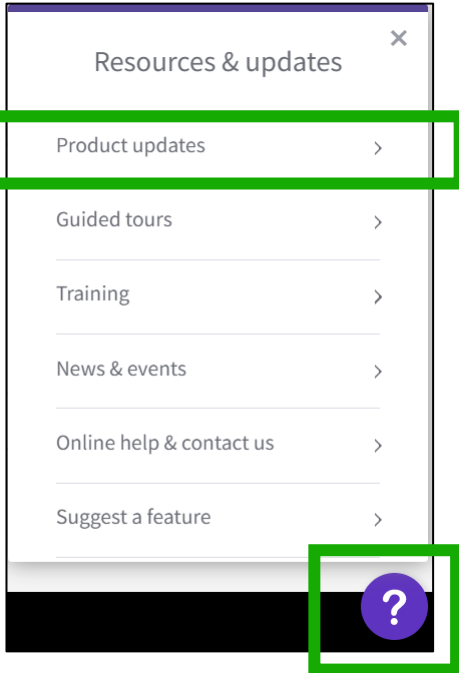 Resources & updates
Product updates
Guided tours
Training
News & events
Online help & contact us
Suggest a feature
?